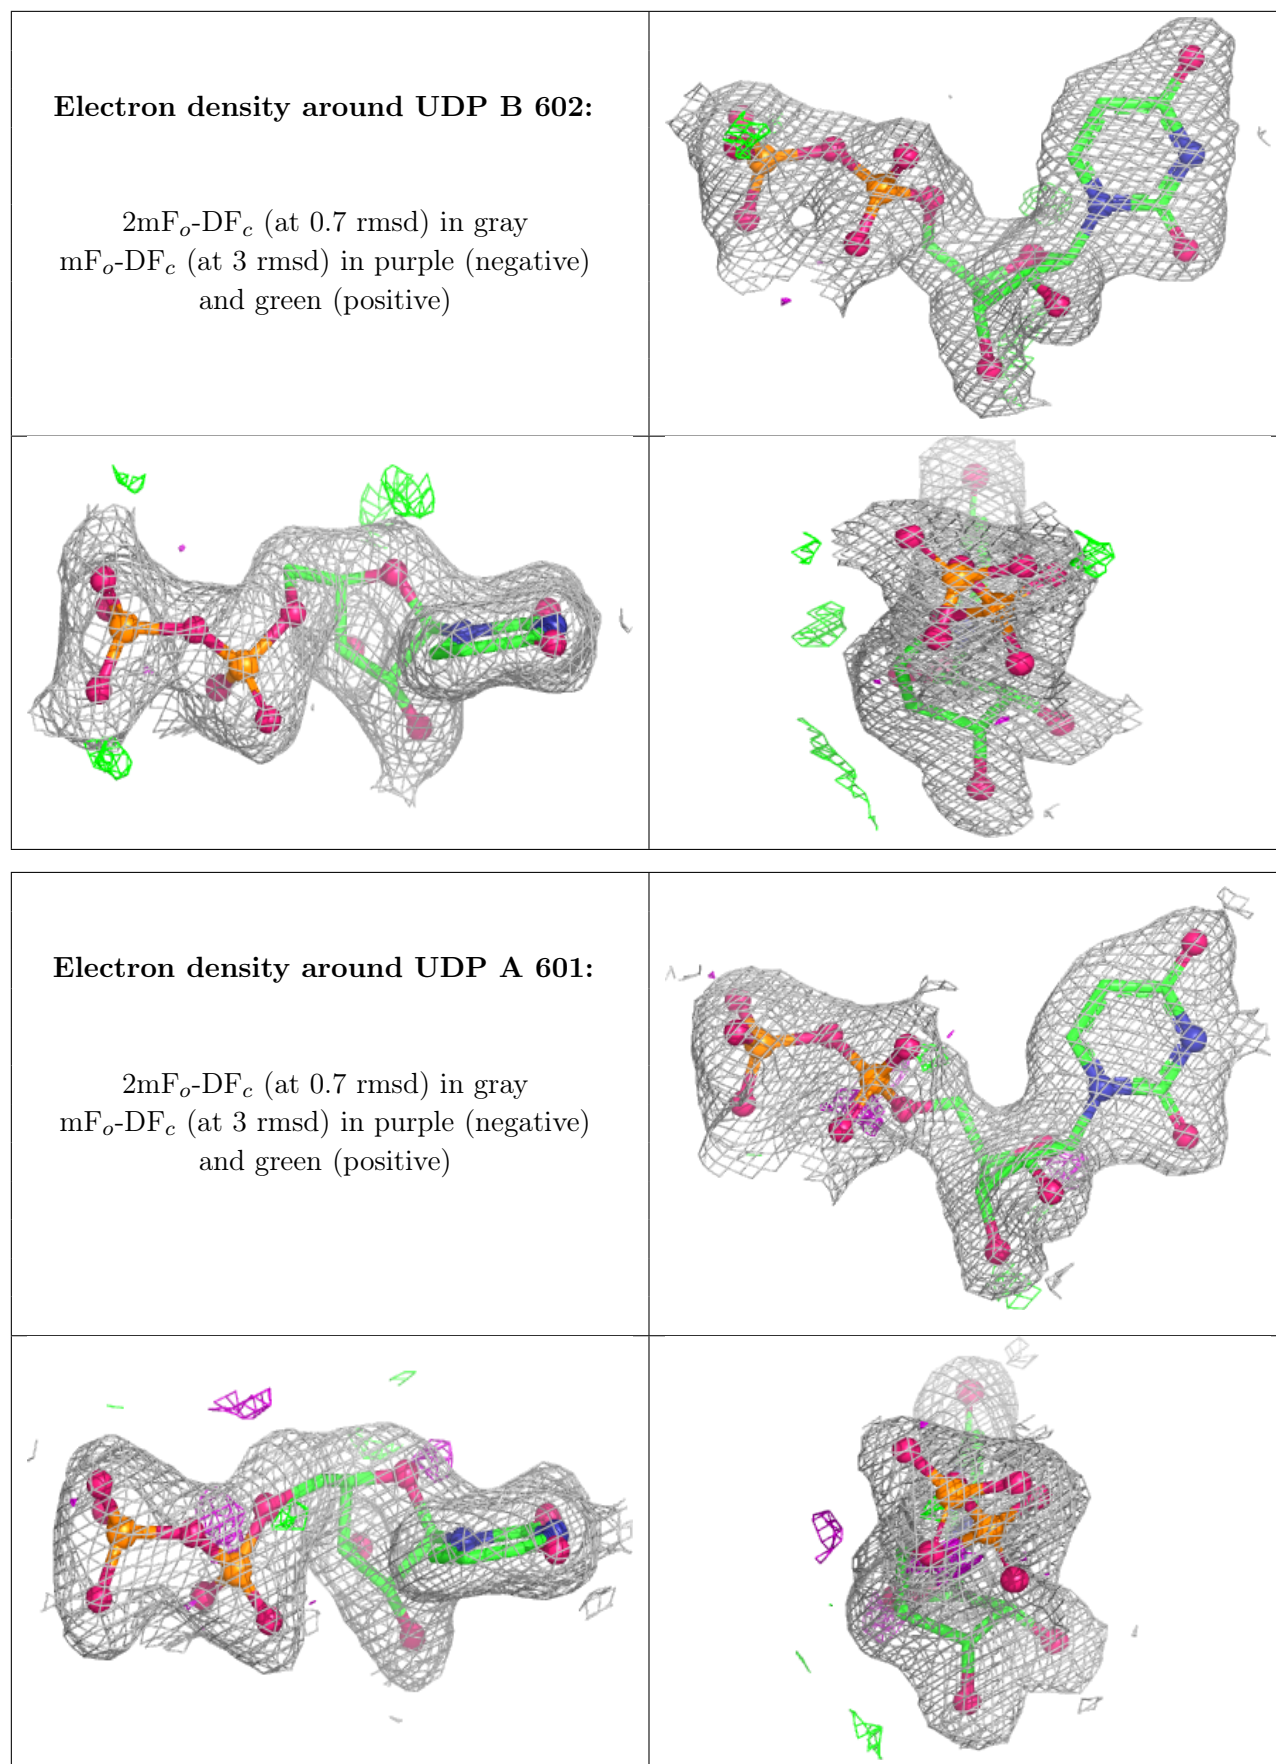 Electron density around UDP B 602:
2mFo-DFc (at 0.7 rmsd) in gray
mFo-DFc (at 3 rmsd) in purple (negative)
and green (positive)
Electron density around UDP A 601:
2mFo-DFc (at 0.7 rmsd) in gray
mFo-DFc (at 3 rmsd) in purple (negative)
and green (positive)